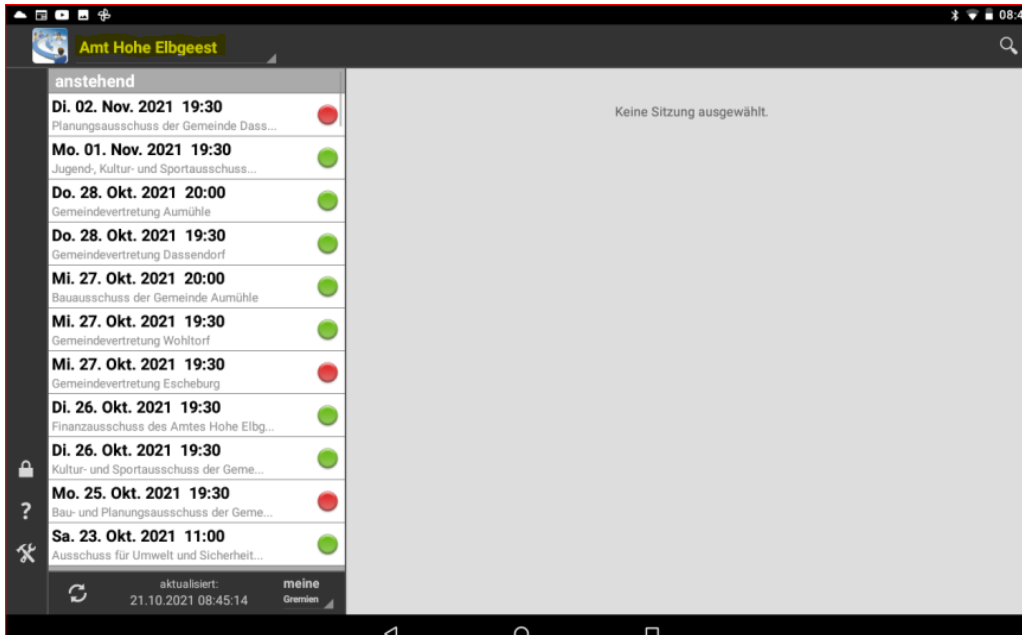 08:4
Amt Hohe Elbgeest
anstehend
Di. 02. Nov. 2021 19:30
Planungsausschuss der Gemeinde Dass...
Mo. 01. Nov. 2021 19:30
Jugend-, Kultur- und Sportausschuss...
Do. 28. Okt. 2021 20:00
Gemeindevertretung Aumühle
Do. 28. Okt. 2021 19:30
Gemeindevertretung Dassendorf
Mi. 27. Okt. 2021 20:00
Bauausschuss der Gemeinde Aumühle
Mi. 27. Okt. 2021 19:30
Gemeindevertretung Wohltorf
Mi. 27. Okt. 2021 19:30
Gemeindevertretung Escheburg
Di. 26. Okt. 2021 19:30
Finanzausschuss des Amtes Hohe Elbg...
Di. 26. Okt. 2021 19:30
Kultur- und Sportausschuss der Geme...
Mo. 25. Okt. 2021 19:30
Bau- und Planungsausschuss der Geme...
Sa. 23. Okt. 2021 11:00
Ausschuss für Umwelt und Sicherheit...
aktualisiert:
21.10.2021 08:45:14
meine
Gremien
Keine Sitzung ausgewählt.